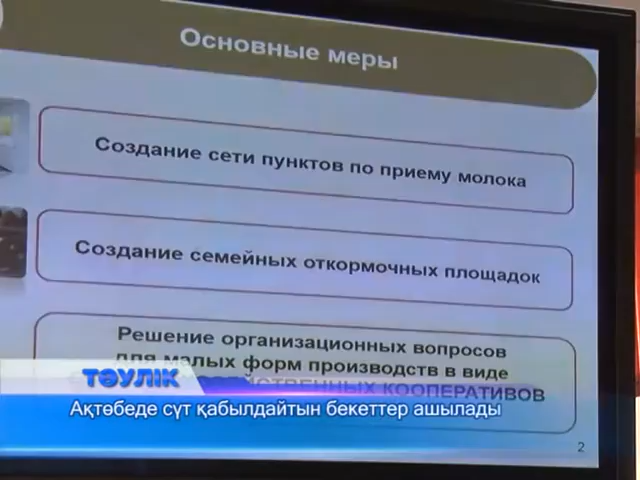 Основные меры
Создание сети пунктов по приему молока
Создание семейных откормочных площадок
Решение организационных вопросов
для малых форм производств в виде
КООПЕРАТИВОВ
ТӘУЛІК
Ақтөбеде сүт қабылдайтын бекеттер ашылады
2